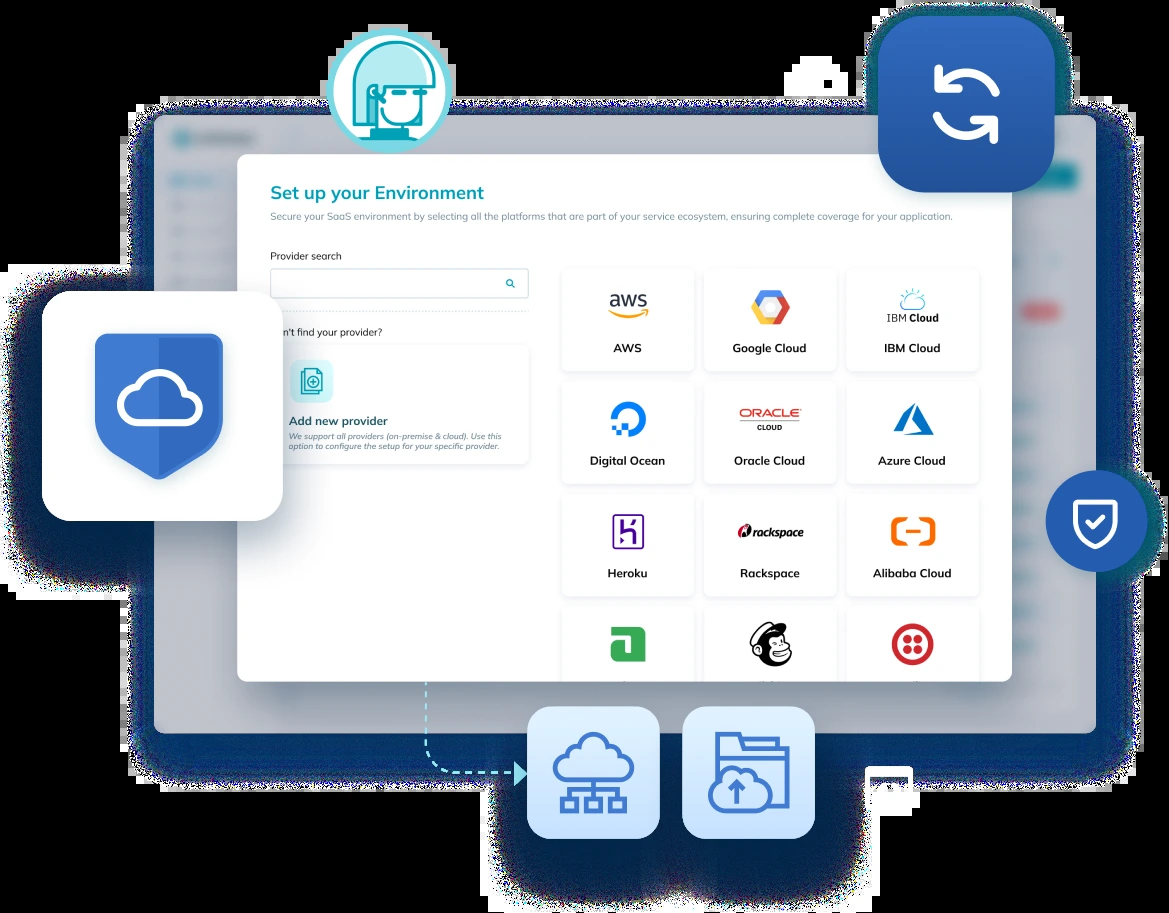 Set up your Environment
Secure your SaaS environment by selecting all the platforms that are part of your service ecosystem, ensuring complete coverage for your application.
Provider search
n't find your provider?
Add new provider
We support all providers (on-premise & cloud). Use this
option to configure the setup for your specific provider.
aws
AWS
Google Cloud
IBM Cloud
IBM Cloud
Digital Ocean
ORACLE
CLOUD
Oracle Cloud
Azure Cloud
Heroku
rackspace
Rackspace
Alibaba Cloud